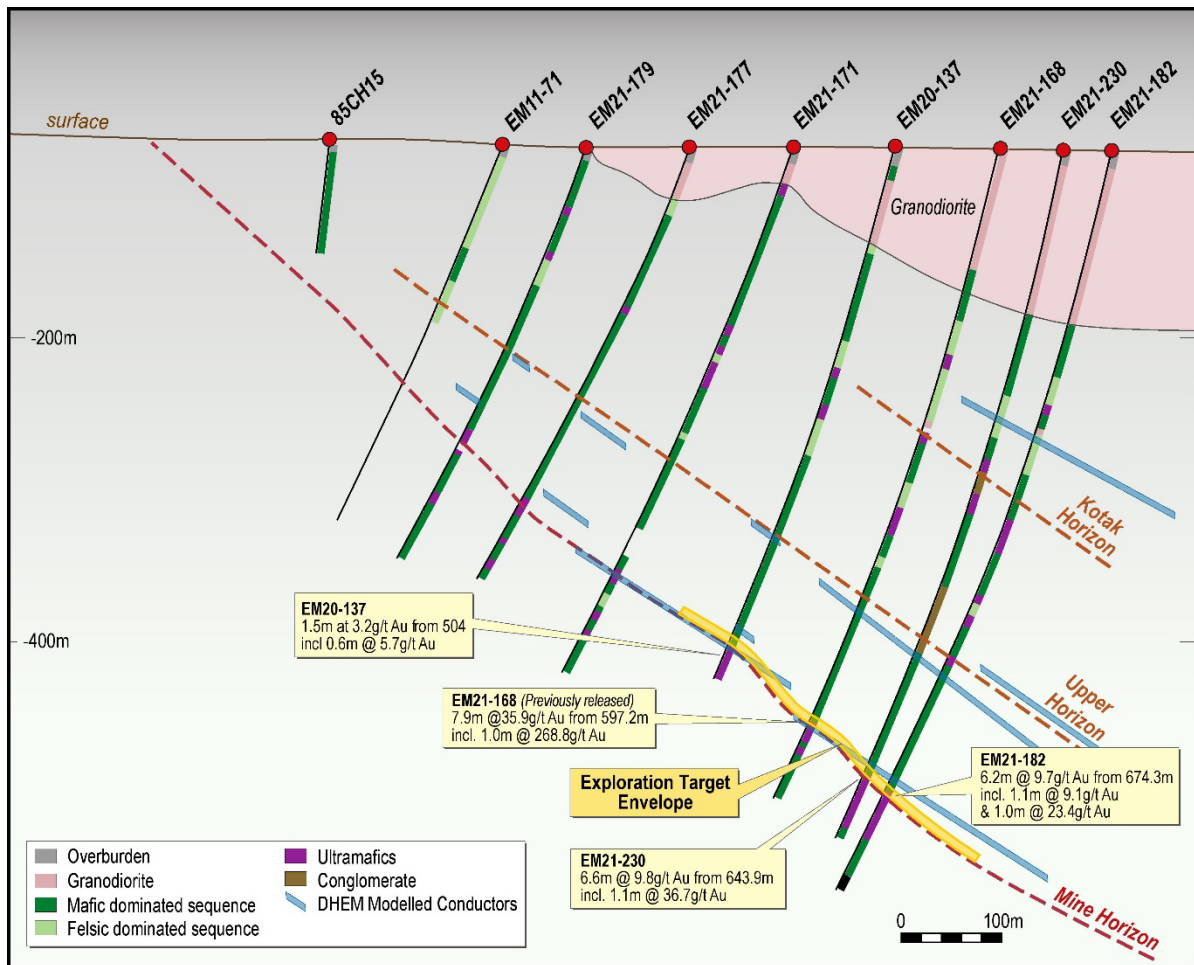 85CH15
EM11-71
EM21-179
EM21-177
EM21-171
EM20-137
EM21-168
EM21-230
EM21-182
surface
Granodiorite
-200m
Kotak
Horizon
-400m
EM20-137
1.5m at 3.2g/t Au from 504
incl 0.6m @ 5.7g/t Au
Upper
Horizon
EM21-168 (Previously released)
7.9m @35.9g/t Au from 597.2m
incl. 1.0m @ 268.8g/t Au
EM21-182
6.2m @ 9.7g/t Au from 674.3m
incl. 1.1m @ 9.1g/t Au
& 1.0m @ 23.4g/t Au
Exploration Target
Envelope
EM21-230
6.6m @ 9.8g/t Au from 643.9m
incl. 1.1m @ 36.7g/t Au
Mine Horizon
Overburden
Granodiorite
Mafic dominated sequence
Felsic dominated sequence
Ultramafics
Conglomerate
DHEM Modelled Conductors
0 100m